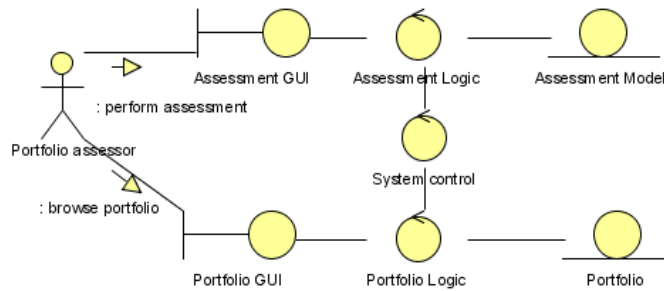 Assessment GUI
Assessment Logic
Assessment Model
: perform assessment
Portfolio assessor
System control
: browse portfolio
Portfolio GUI
Portfolio Logic
Portfolio